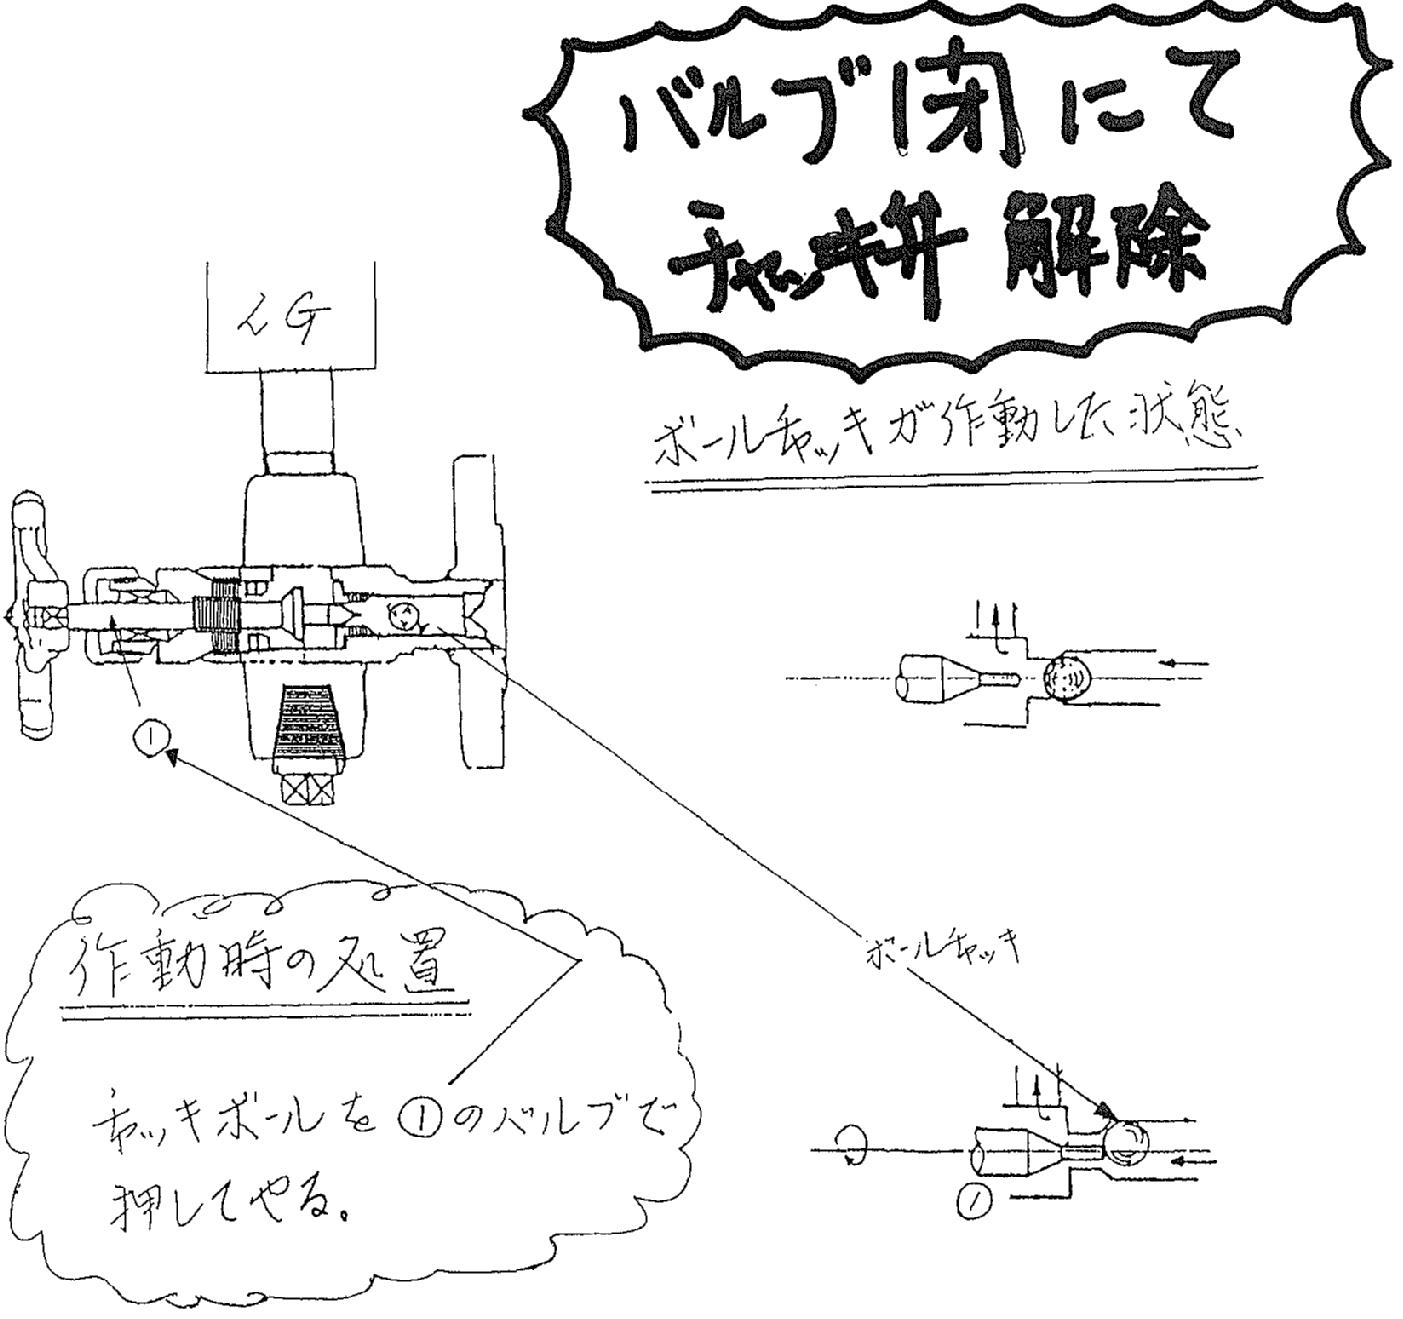 バルブ閉にて
チャッキ弁 解除
LG
ボールチャッキが作動した状態
①
ボールチャッキ
作動時の処置
チャッキボールを①のバルブで
押してやる。
①